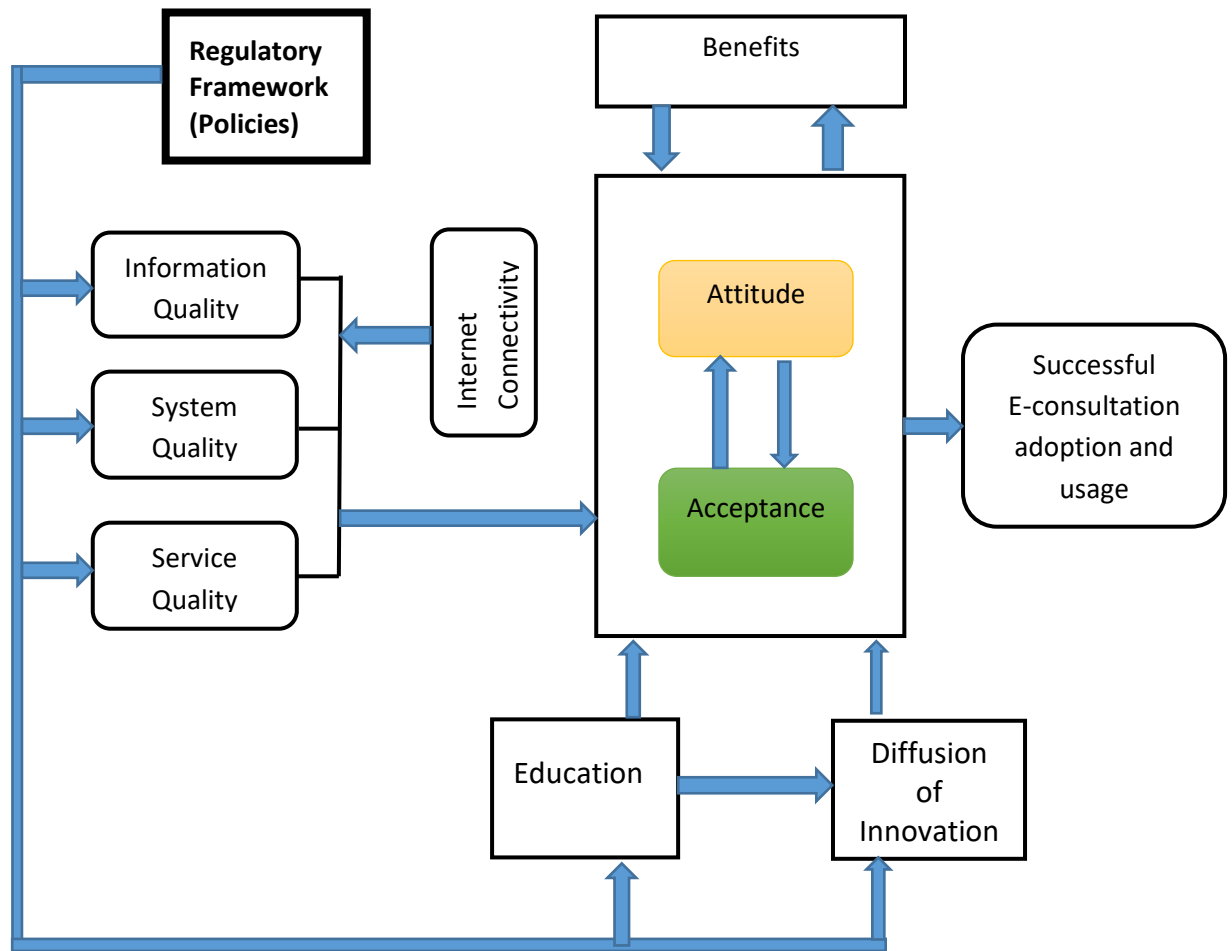 Regulatory
Framework
(Policies)
Benefits
Information
Quality
Internet
Connectivity
Attitude
System
Quality
Successful
E-consultation
adoption and
usage
Acceptance
Service
Quality
Education
Diffusion
of
Innovation